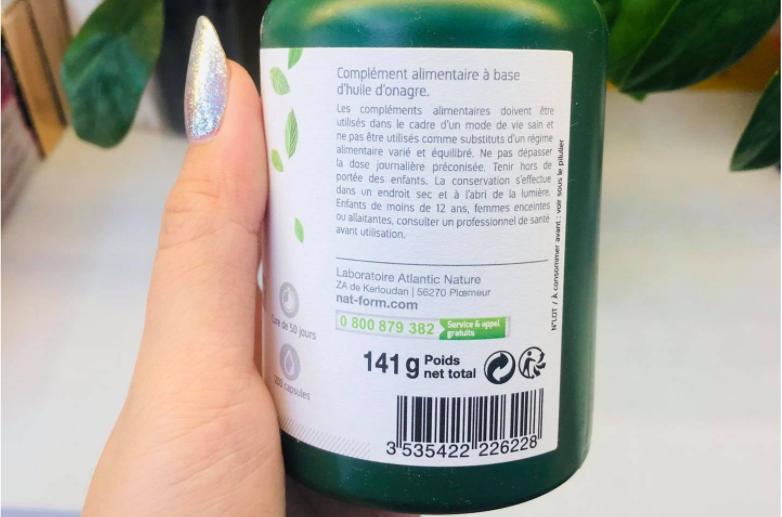 Complément alimentaire à base
d'huile d'onagre.
Les compléments alimentaires doivent être
utilisés dans le cadre d'un mode de vie sain et
ne pas être utilisés comme substituts d'un régime
alimentaire varié et équilibré. Ne pas dépasser
la dose journalière préconisée. Tenir hors de
portée des enfants. La conservation s'effectue
dans un endroit sec et à l'abri de la lumière.
Enfants de moins de 12 ans, femmes enceintes
ou allaitantes, consulter un professionnel de santé
avant utilisation.
Laboratoire Atlantic Nature
ZA de Kerloudan | 56270 Plœmeur
nat-form.com
0 800 879 382 Service & appel
gratuits
141 g Poids
net total
3 535422 226228
Cure de 50 jours
200 capsules
N°LOT / À consommer avant : voir sous le pilulier